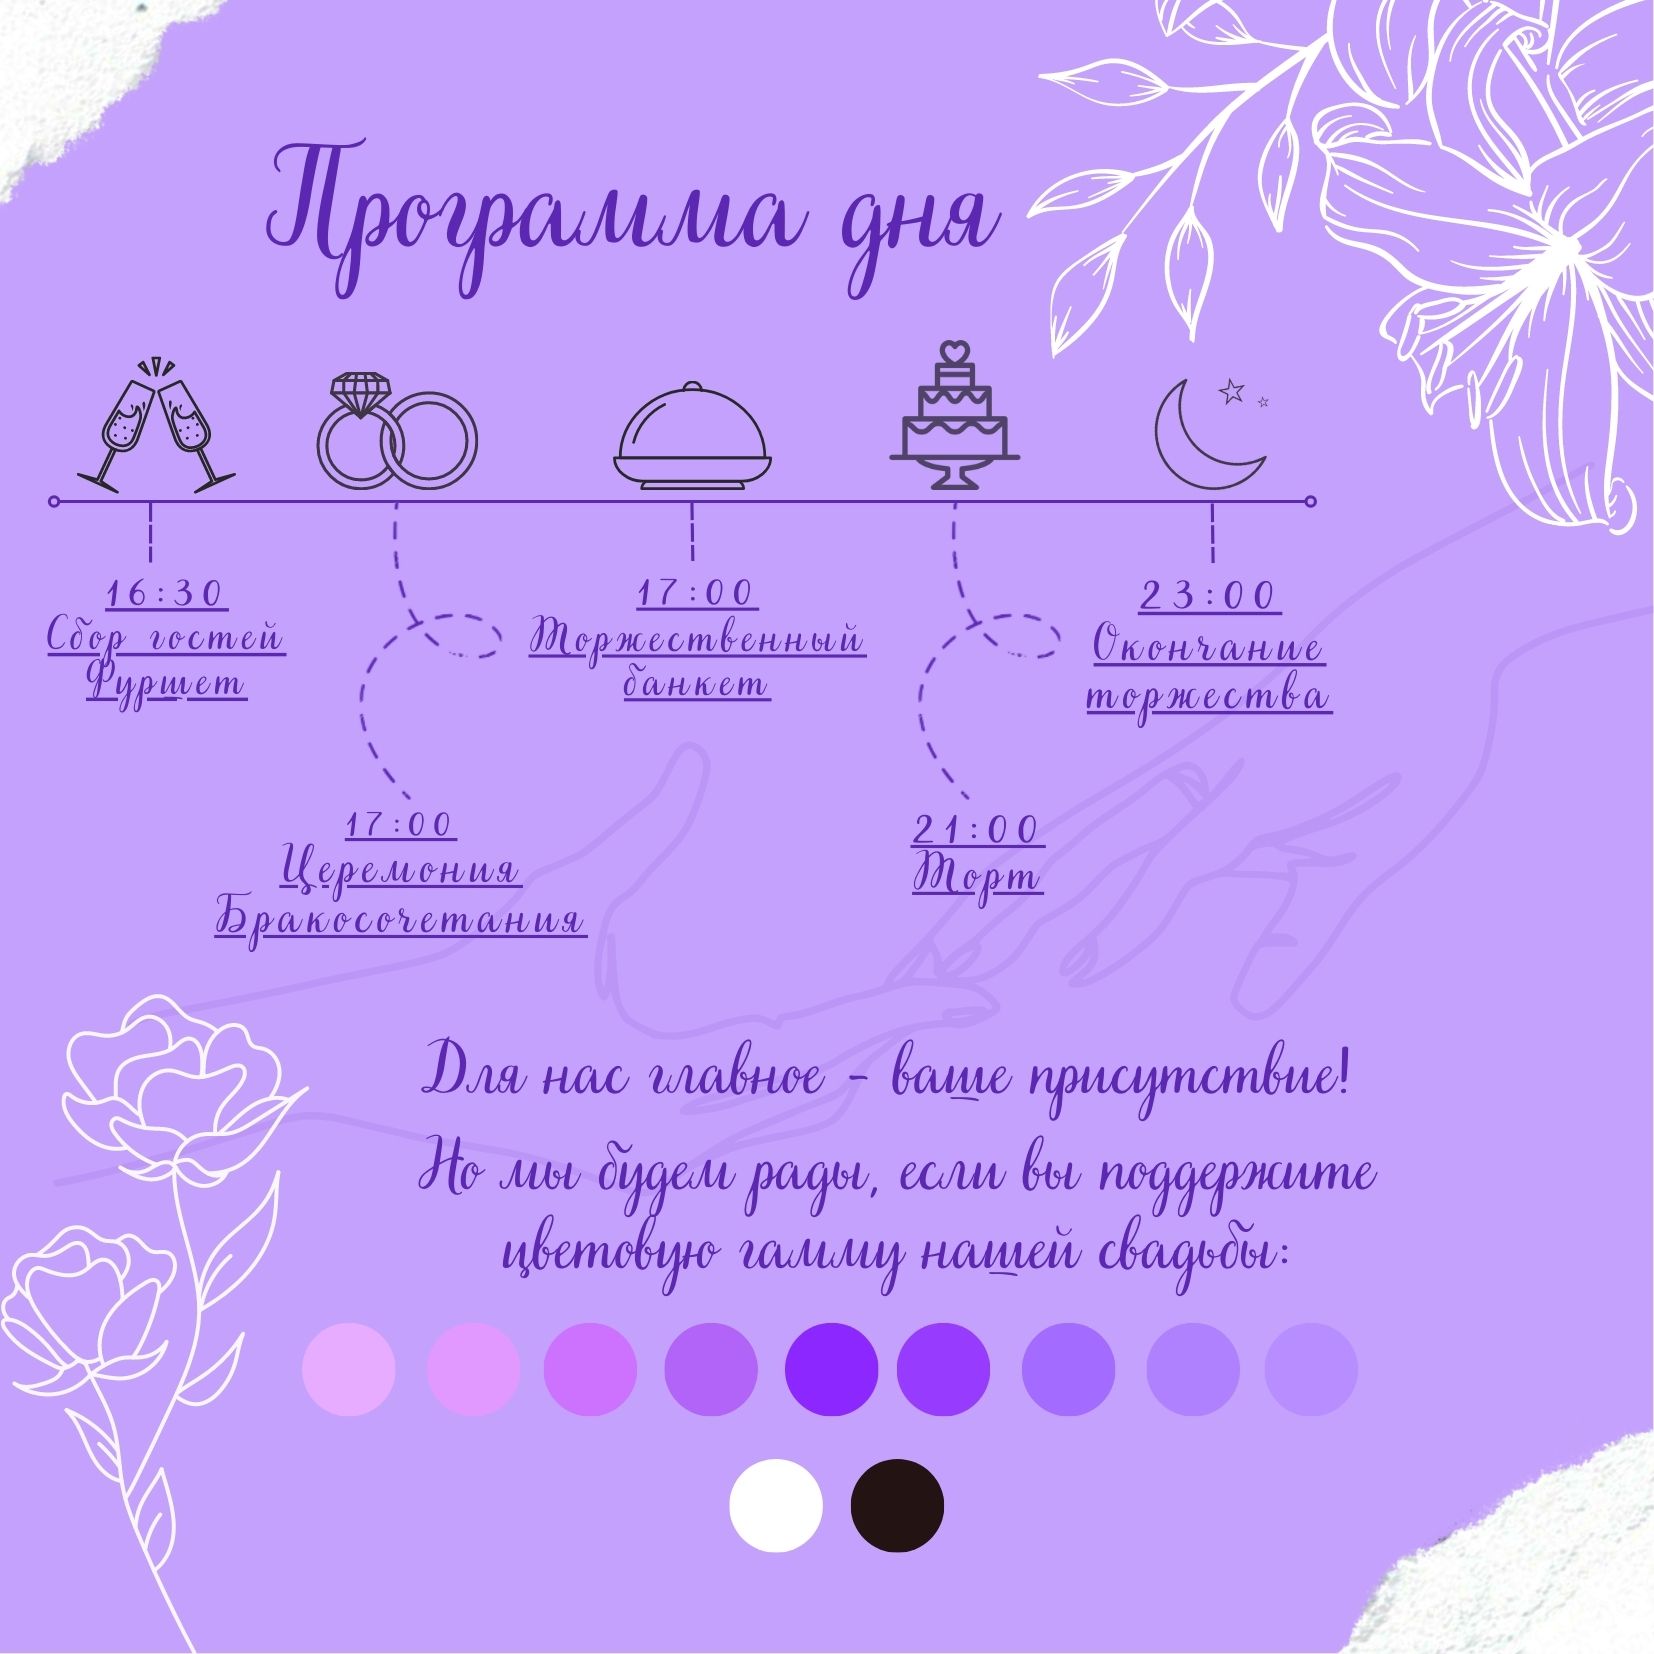 Программа дня
16:30
Сбор гостей
Фуршет
17:00
Церемония
Бракосочетания
17:00
Торжественный
банкет
21:00
Торт
23:00
Окончание
торжества
Для нас главное - ваше присутствие!
Но мы будем рады, если вы поддержите
цветовую гамму нашей свадьбы: